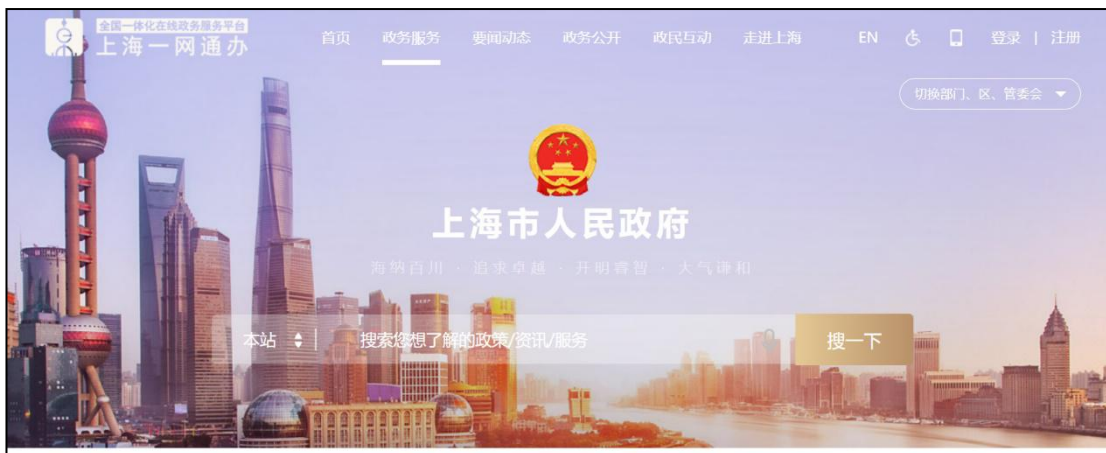 全国一体化在线政务服务平台
上海一网通办
首页 政务服务 要闻动态 政务公开 政民互动 走进上海 EN 登录 | 注册
切换部门、区、管委会
上海市人民政府
海纳百川 · 追求卓越 · 开明睿智 · 大气谦和
本站 搜索您想了解的政策/资讯/服务 搜一下